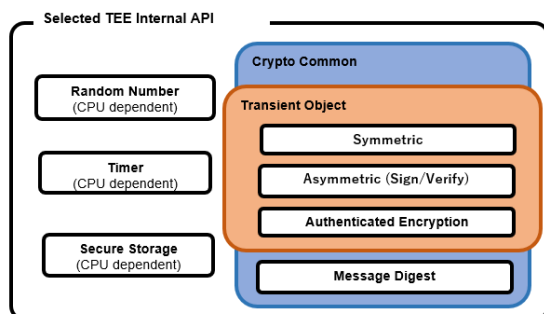 Selected TEE Internal API
Random Number
(CPU dependent)
Timer
(CPU dependent)
Secure Storage
(CPU dependent)
Crypto Common
Transient Object
Symmetric
Asymmetric (Sign/Verify)
Authenticated Encryption
Message Digest